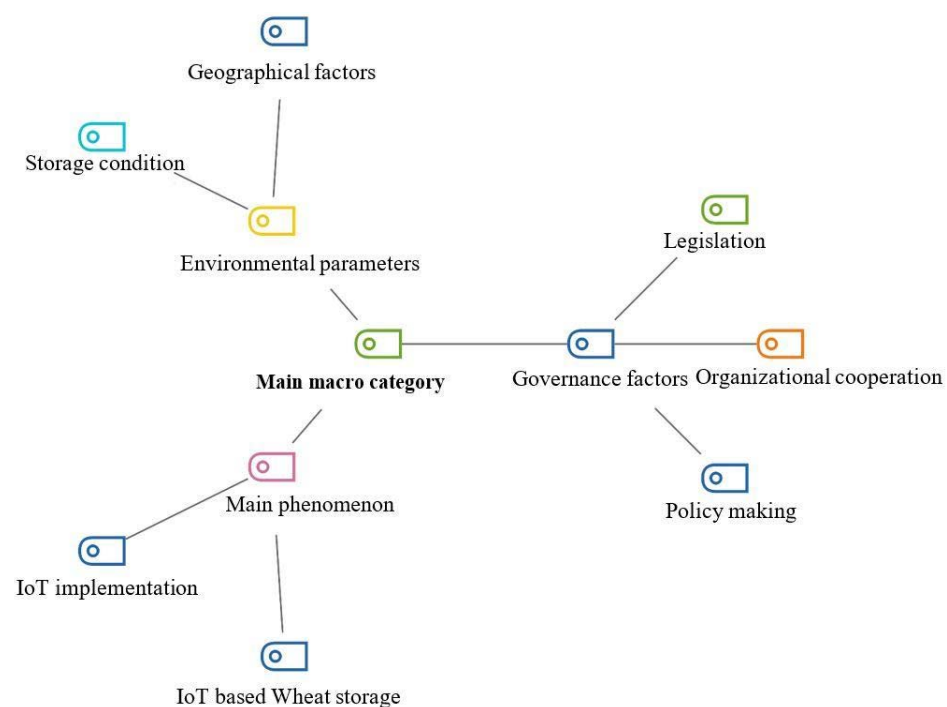 Geographical factors
Storage condition
Environmental parameters
Legislation
Main macro category
Governance factors
Organizational cooperation
Main phenomenon
Policy making
IoT implementation
IoT based Wheat storage